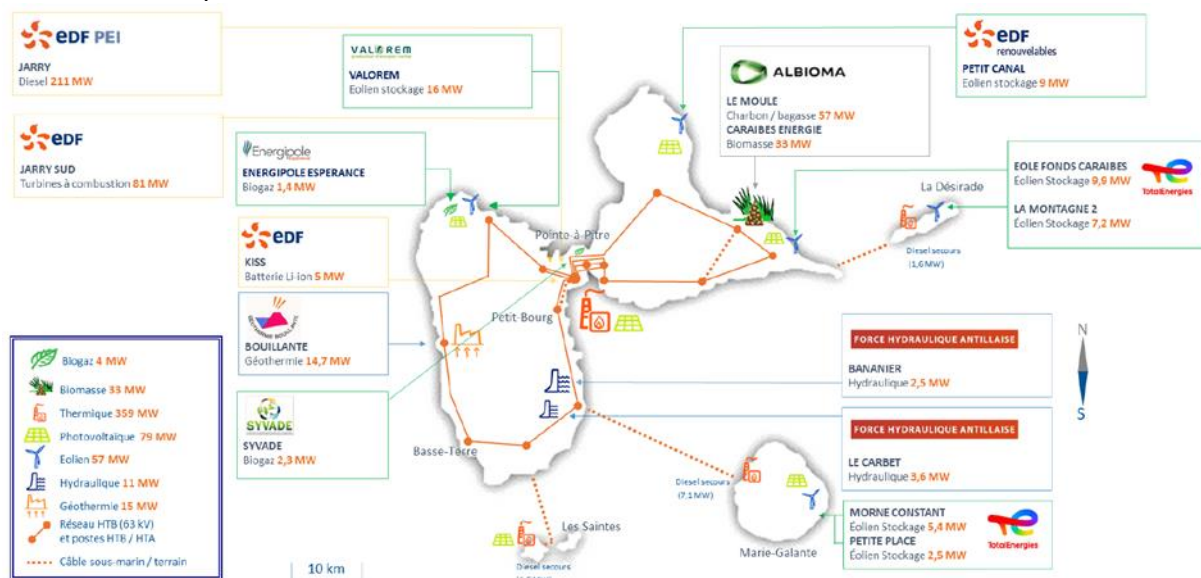 edf PEI
JARRY
Diesel 211 MW
edf
JARRY SUD
Turbines à combustion 81 MW
VALOREM
VALOREM
Eolien stockage 16 MW
Energipole
ENERGIPOLE ESPERANCE
Biogaz 1,4 MW
edf
KISS
Batterie Li-ion 5 MW
BOUILLANTE
Géothermie 14,7 MW
SYVADE
SYVADE
Biogaz 2,3 MW
ALBIOMA
LE MOULE
Charbon / bagasse 57 MW
CARAIBES ENERGIE
Biomasse 33 MW
edf
renouvelables
PETIT CANAL
Eolien stockage 9 MW
EOLE FONDS CARAIBES
Éolien Stockage 9,9 MW
LA MONTAGNE 2
Éolien Stockage 7,2 MW
TotalEnergies
La Désirade
Diesel secours
(1,6 MW)
Pointe-à-Pitre
Petit-Bourg
Basse-Terre
FORCE HYDRAULIQUE ANTILLAISE
BANANIER
Hydraulique 2,5 MW
FORCE HYDRAULIQUE ANTILLAISE
LE CARBET
Hydraulique 3,6 MW
N
S
Diesel secours
(7,1 MW)
Marie-Galante
MORNE CONSTANT
Éolien Stockage 5,4 MW
PETITE PLACE
Éolien Stockage 2,5 MW
TotalEnergies
Les Saintes
Diesel secours
10 km
Biogaz 4 MW
Biomasse 33 MW
Thermique 359 MW
Photovoltaïque 79 MW
Eolien 57 MW
Hydraulique 11 MW
Géothermie 15 MW
Réseau HTB (63 kV)
et postes HTB / HTA
Câble sous-marin / terrain